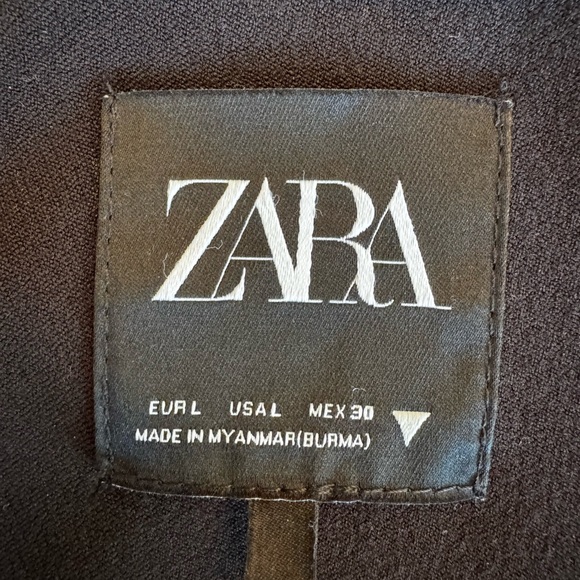 ZARA
EUR L USA L MEX 30
MADE IN MYANMAR(BURMA)